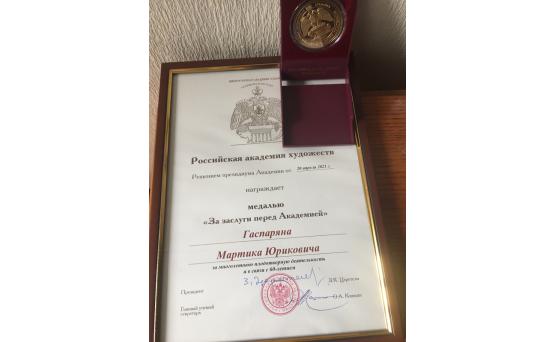 Российская академия художеств
Решением президиума Академии от 20 апреля 2021 г.
награждает
медалью
«За заслуги перед Академией»
Гаспаряна
Мартика Юриковича
за многолетнюю плодотворную деятельность
и в связи с 60-летием
Президент
З.К. Церетели
Главный ученый
секретарь
О.А. Кошкин